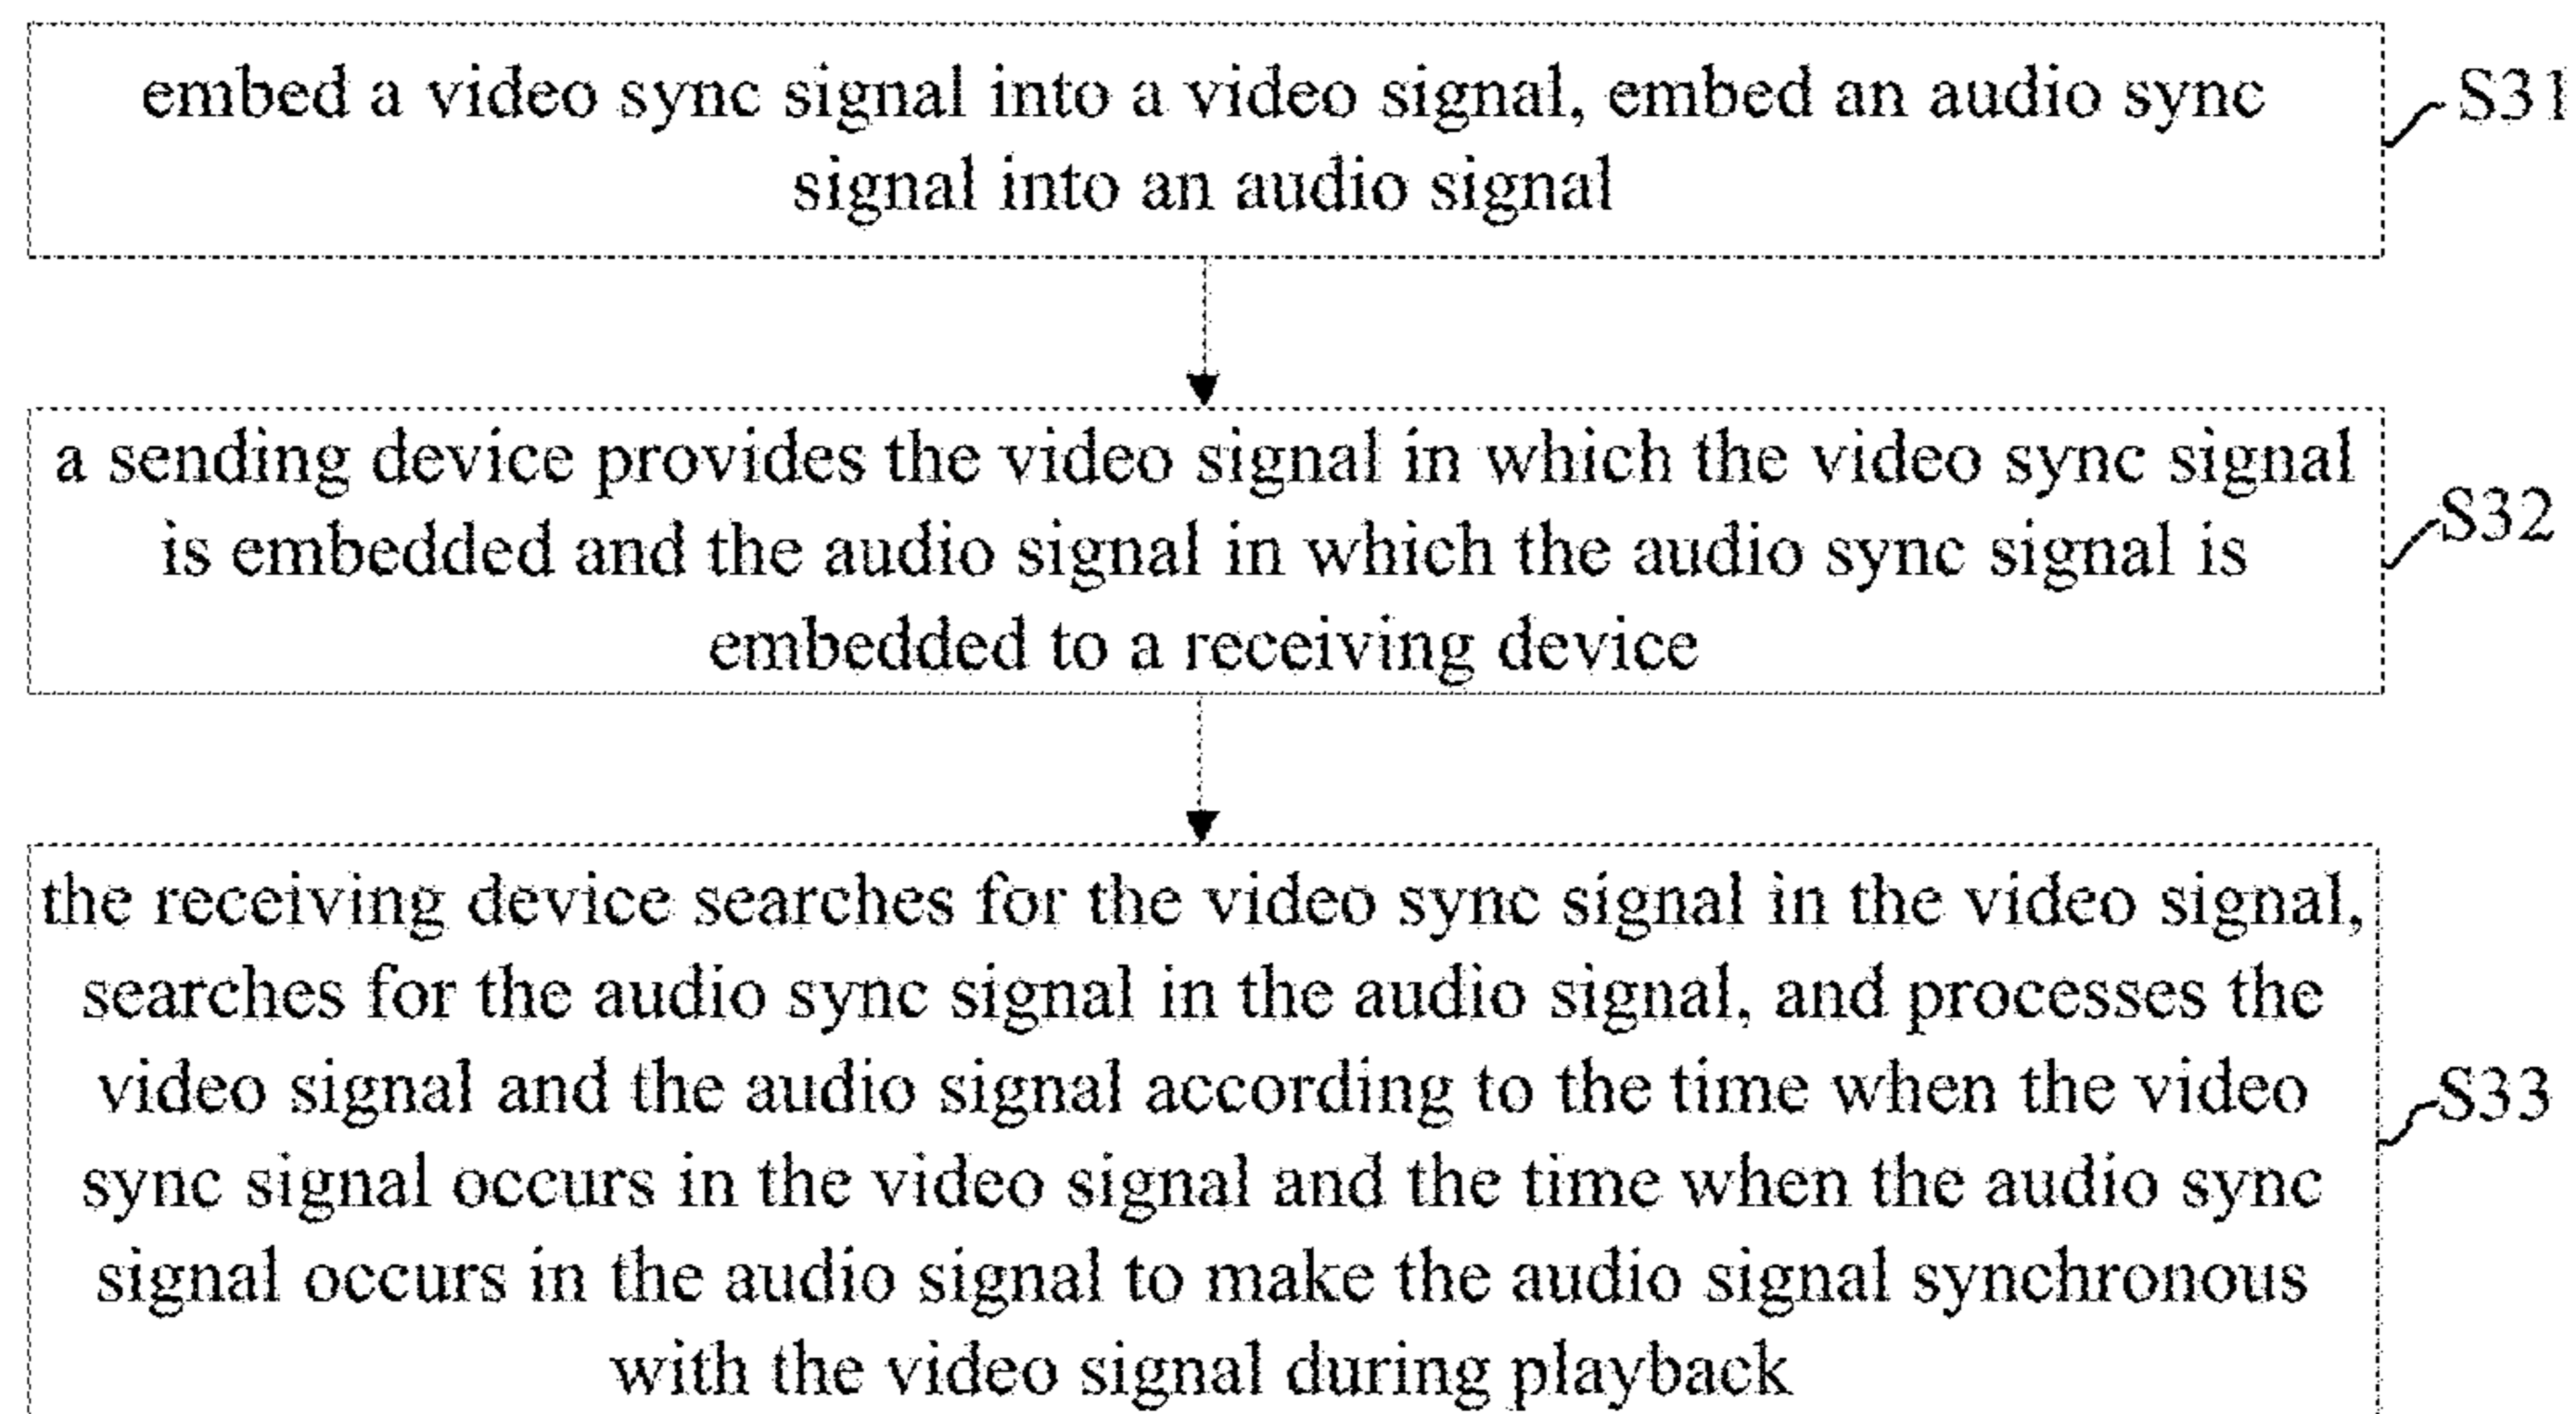 embed a video sync signal into a video signal, embed an audio sync
signal into an audio signal
S31
a sending device provides the video signal in which the video sync signal
is embedded and the audio signal in which the audio sync signal is
embedded to a receiving device
S32
the receiving device searches for the video sync signal in the video signal,
searches for the audio sync signal in the audio signal, and processes the
video signal and the audio signal according to the time when the video
sync signal occurs in the video signal and the time when the audio sync
signal occurs in the audio signal to make the audio signal synchronous
with the video signal during playback
S33